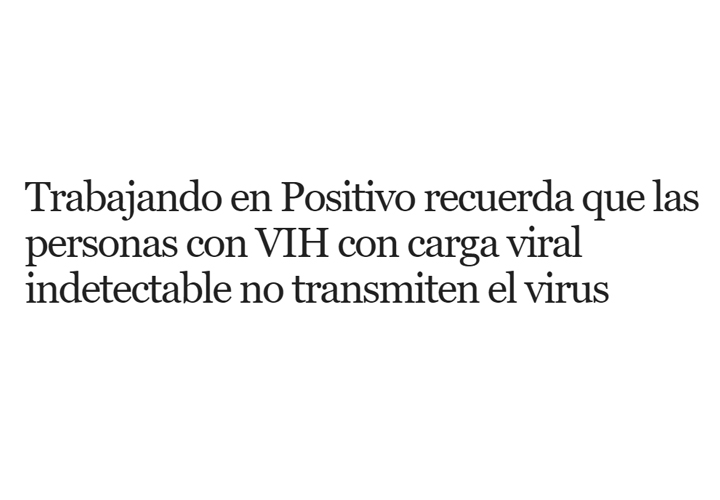 Trabajando en Positivo recuerda que las
personas con VIH con carga viral
indetectable no transmiten el virus